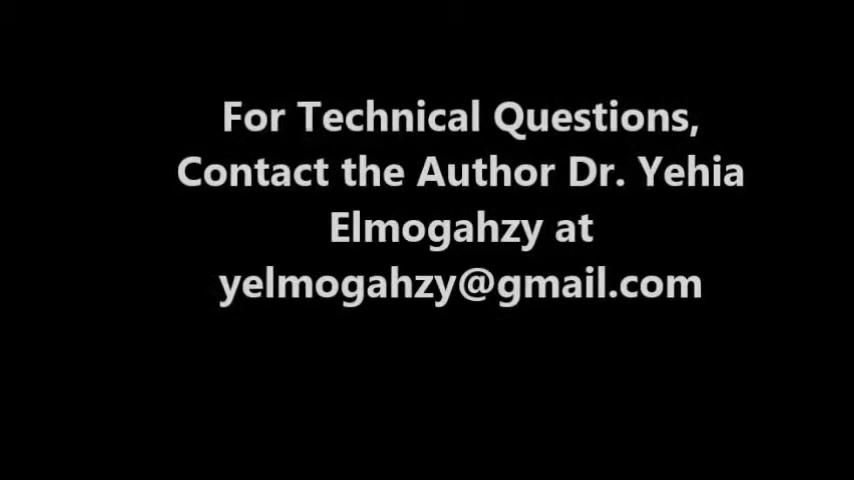 For Technical Questions,
Contact the Author Dr. Yehia
Elmogahzy at
yelmogahzy@gmail.com